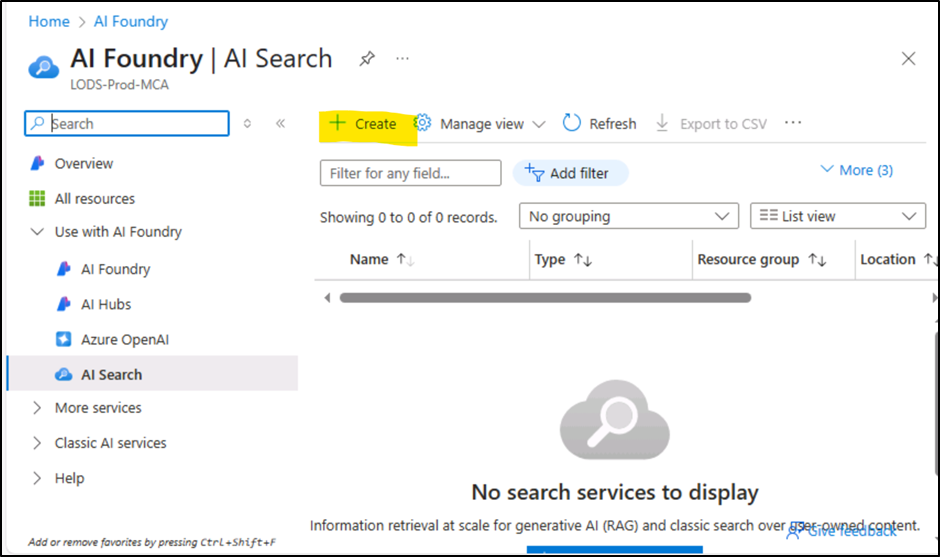 Home > AI Foundry
AI Foundry | AI Search
LODS-Prod-MCA
Search
Overview
All resources
Use with AI Foundry
AI Foundry
AI Hubs
Azure OpenAI
AI Search
More services
Classic AI services
Help
Add or remove favorites by pressing Ctrl+Shift+F
+ Create Manage view Refresh Export to CSV ...
Filter for any field... Add filter More (3)
Showing 0 to 0 of 0 records. No grouping List view
Name Type Resource group Location
No search services to display
Information retrieval at scale for generative AI (RAG) and classic search over user-owned content.
Give feedback